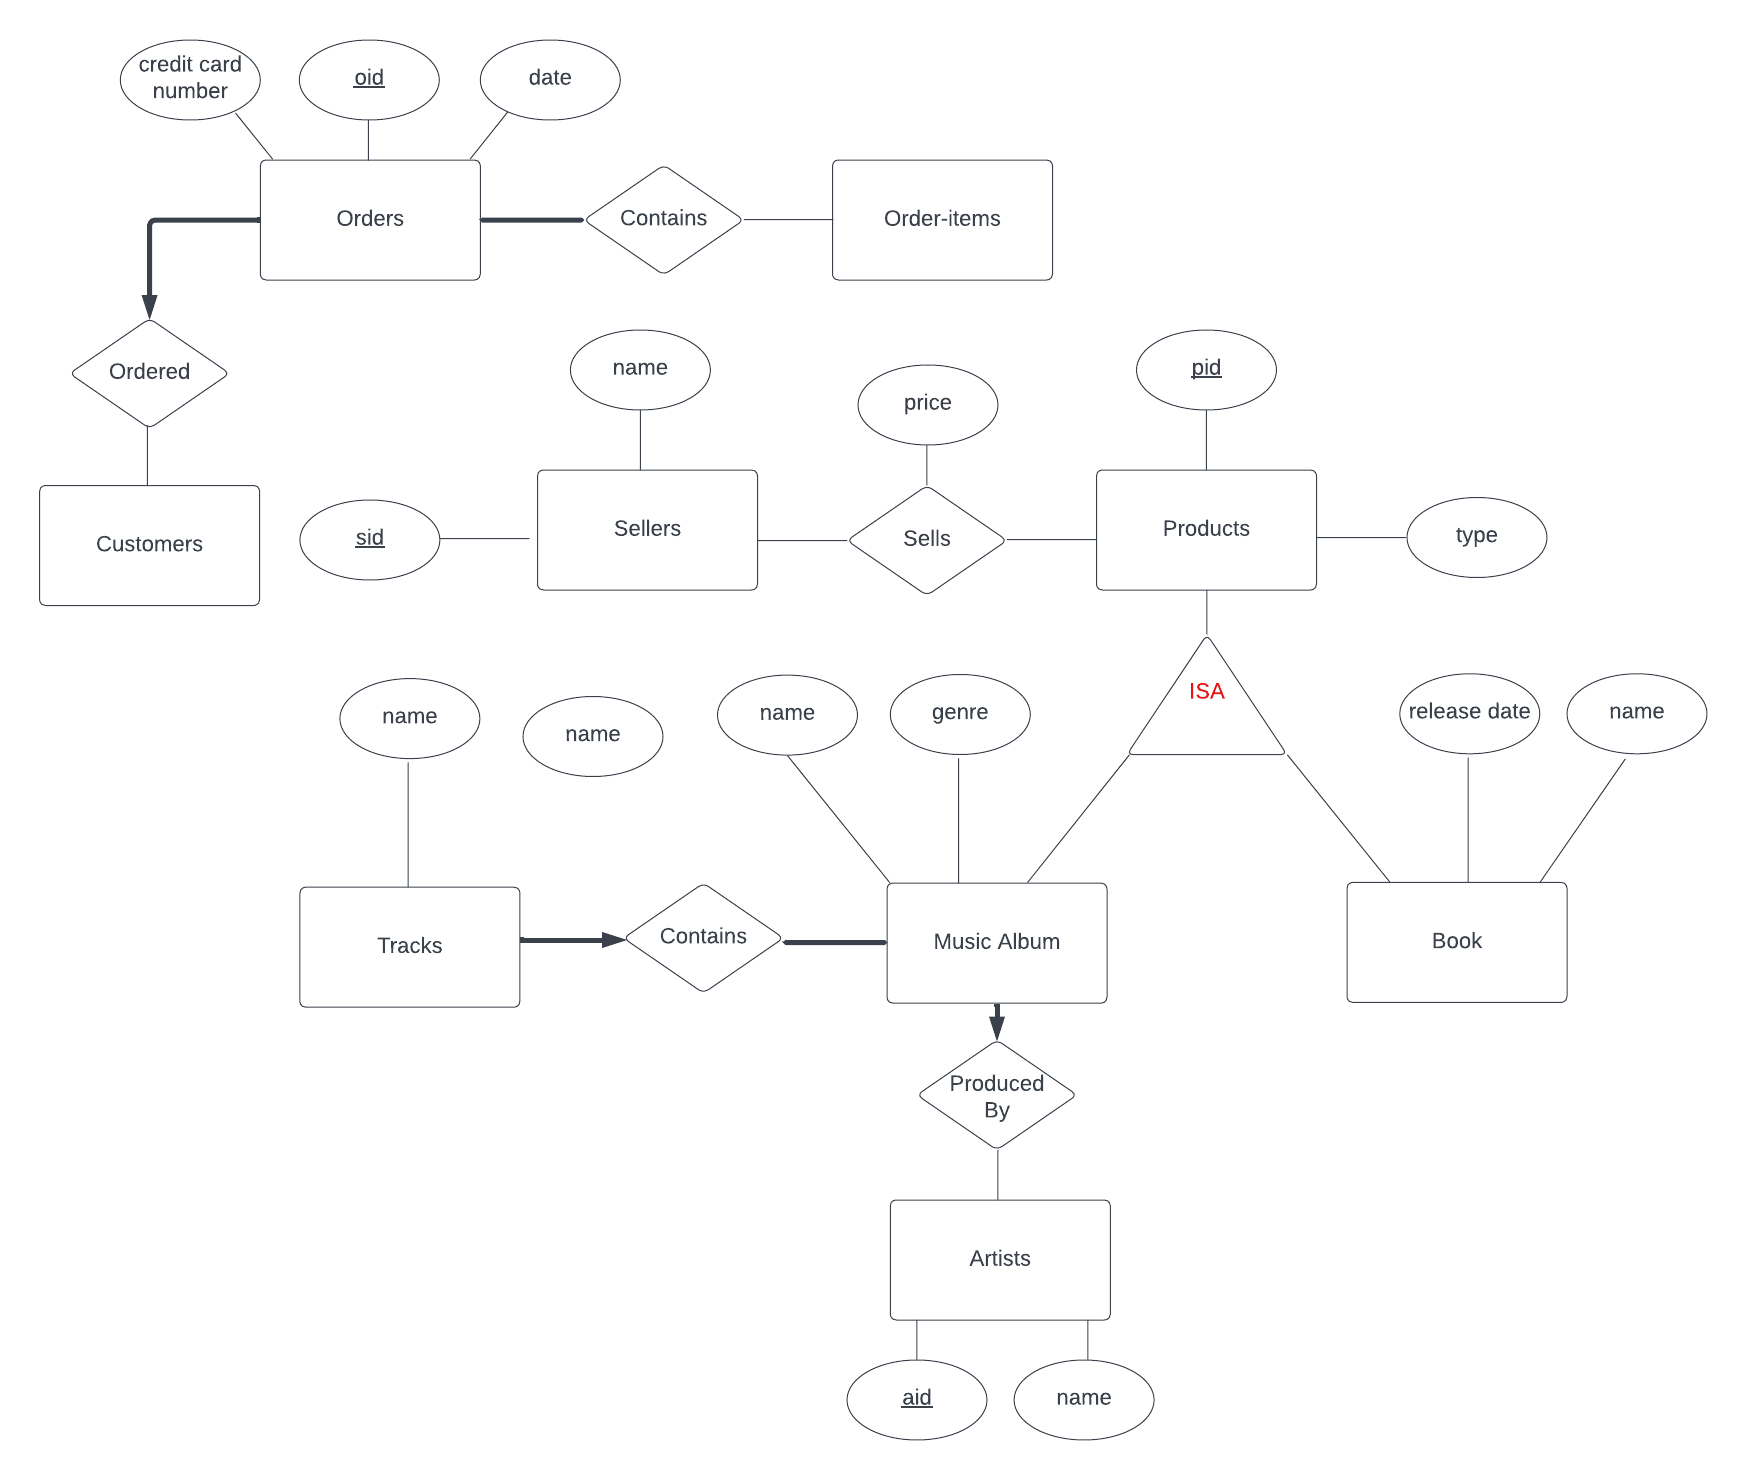 credit card
number
oid
date
Orders
Contains
Order-items
Ordered
Customers
name
price
pid
sid
Sellers
Sells
Products
type
ISA
name
name
name
genre
release date
name
Tracks
Contains
Music Album
Book
Produced
By
Artists
aid
name